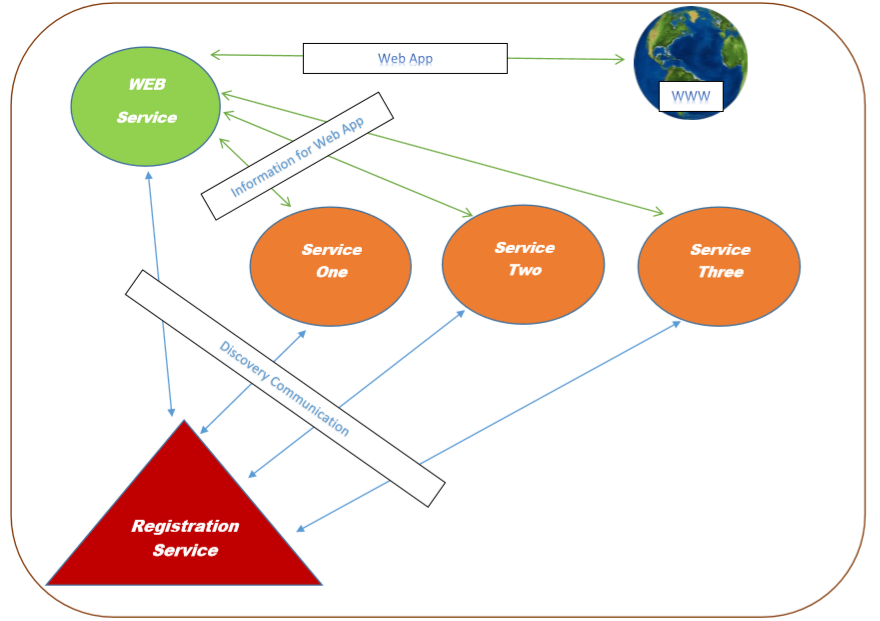 Web App
WWW
WEB
Service
Information for Web App
Service
One
Service
Two
Service
Three
Discovery Communication
Registration
Service